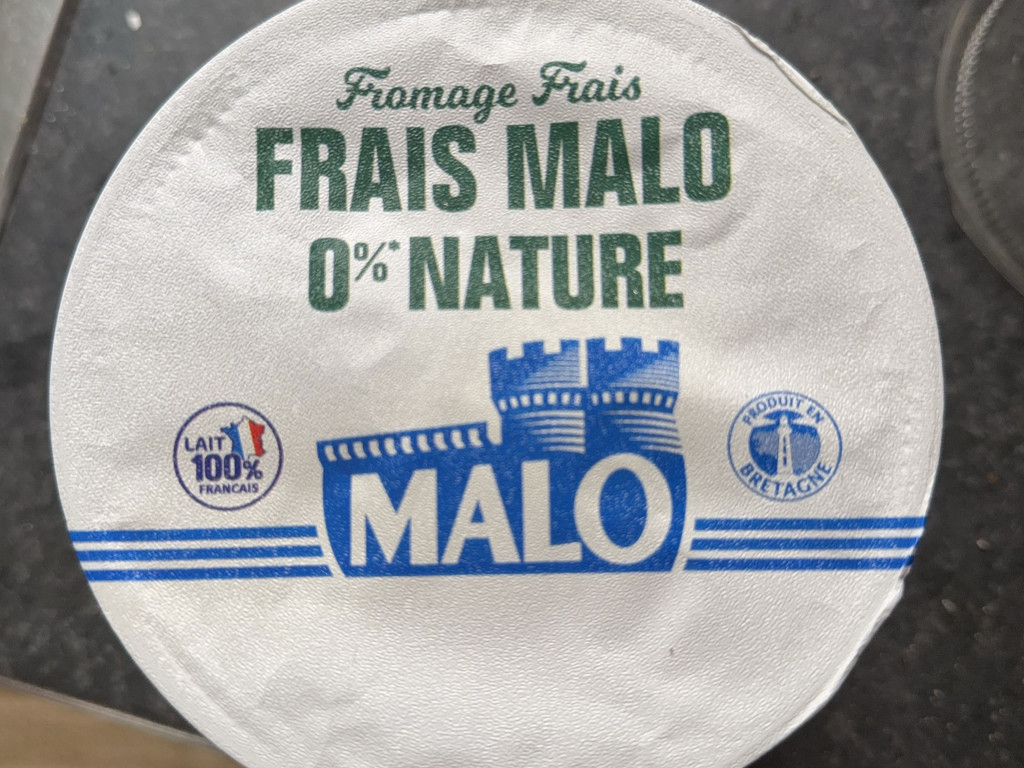 Fromage Frais
FRAIS MALO
0%* NATURE
LAIT
100%
FRANCAIS
MALO
PRODUIT EN
BRETAGNE